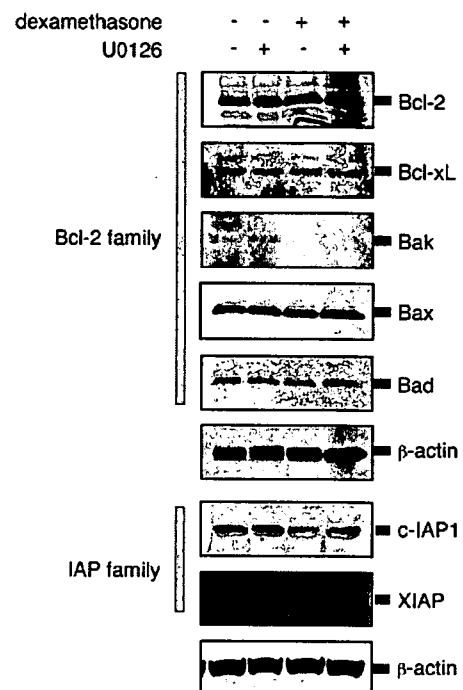 dexamethasone - - + +
U0126 - + - +
Bcl-2
Bcl-xL
Bcl-2 family
Bak
Bax
Bad
β-actin
c-IAP1
IAP family
XIAP
β-actin